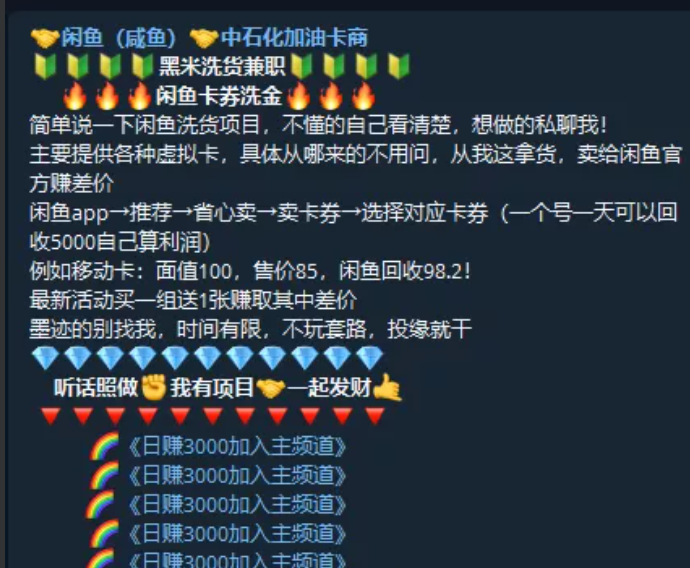 🤝闲鱼（咸鱼）🤝中石化加油卡商
🔰🔰🔰🔰黑米洗货兼职🔰🔰🔰🔰
🔥🔥🔥闲鱼卡券洗金🔥🔥🔥
简单说一下闲鱼洗货项目，不懂的自己看清楚，想做的私聊我！
主要提供各种虚拟卡，具体从哪来的不用问，从我这拿货，卖给闲鱼官
方赚差价
闲鱼app→推荐→省心卖→卖卡券→选择对应卡券（一个号一天可以回
收5000自己算利润）
例如移动卡：面值100，售价85，闲鱼回收98.2！
最新活动买一组送1张赚取其中差价
墨迹的别找我，时间有限，不玩套路，投缘就干
💎💎💎💎💎💎💎💎💎💎💎
听话照做✊我有项目🤝一起发财🤙
🔻🔻🔻🔻🔻🔻🔻🔻🔻🔻🔻
🌈《日赚3000加入主频道》
🌈《日赚3000加入主频道》
🌈《日赚3000加入主频道》
🌈《日赚3000加入主频道》
🌈《日赚3000加入主频道》